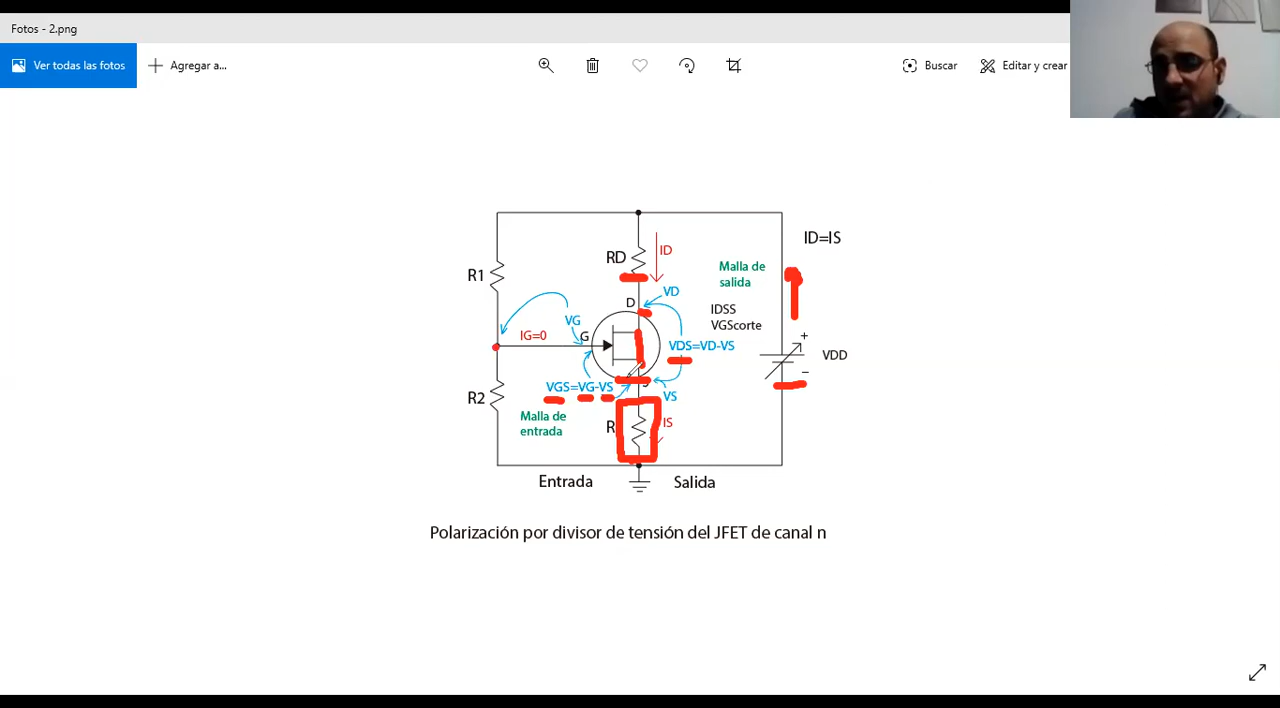 Fotos - 2.png
Ver todas las fotos
Agregar a...
Buscar
Editar y crear
ID=IS
RD
ID
Malla de
salida
R1
VD
D
IDSS
VGScorte
VG
IG=0
G
VDS=VD-VS
+
VDD
VGS=VG-VS
-
R2
VS
Malla de
entrada
R
IS
Entrada
Salida
Polarización por divisor de tensión del JFET de canal n